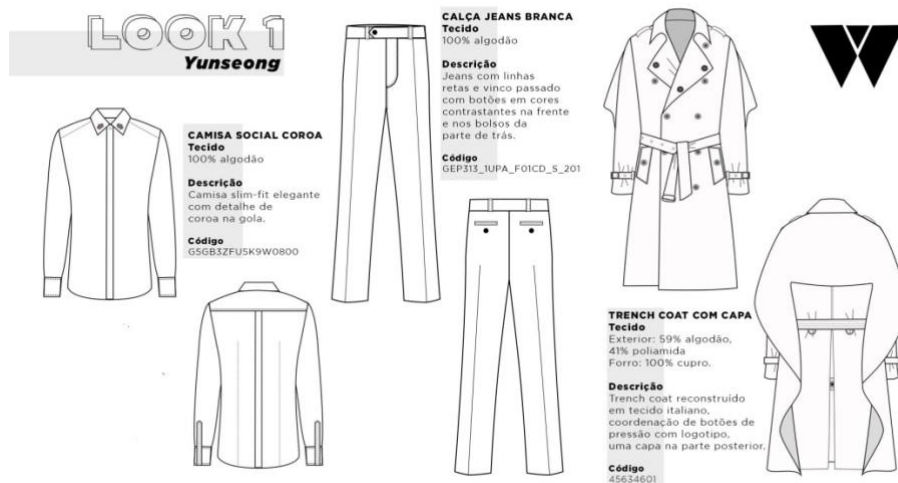 LOOK 1
Yunseong
CAMISA SOCIAL COROA
Tecido
100% algodão
Descrição
Camisa slim-fit elegante
com detalhe de
coroa na gola.
Código
G5GB3ZFU5K9W0800
CALÇA JEANS BRANCA
Tecido
100% algodão
Descrição
Jeans com linhas
retas e vinco passado
com botões em cores
contrastantes na frente
e nos bolsos da
parte de trás.
Código
GEP313_1UPA_F01CD_S_201
TRENCH COAT COM CAPA
Tecido
Exterior: 59% algodão,
41% poliamida
Forro: 100% cupro.
Descrição
Trench coat reconstruído
em tecido italiano,
coordenação de botões de
pressão com logotipo,
uma capa na parte posterior.
Código
45634601
W